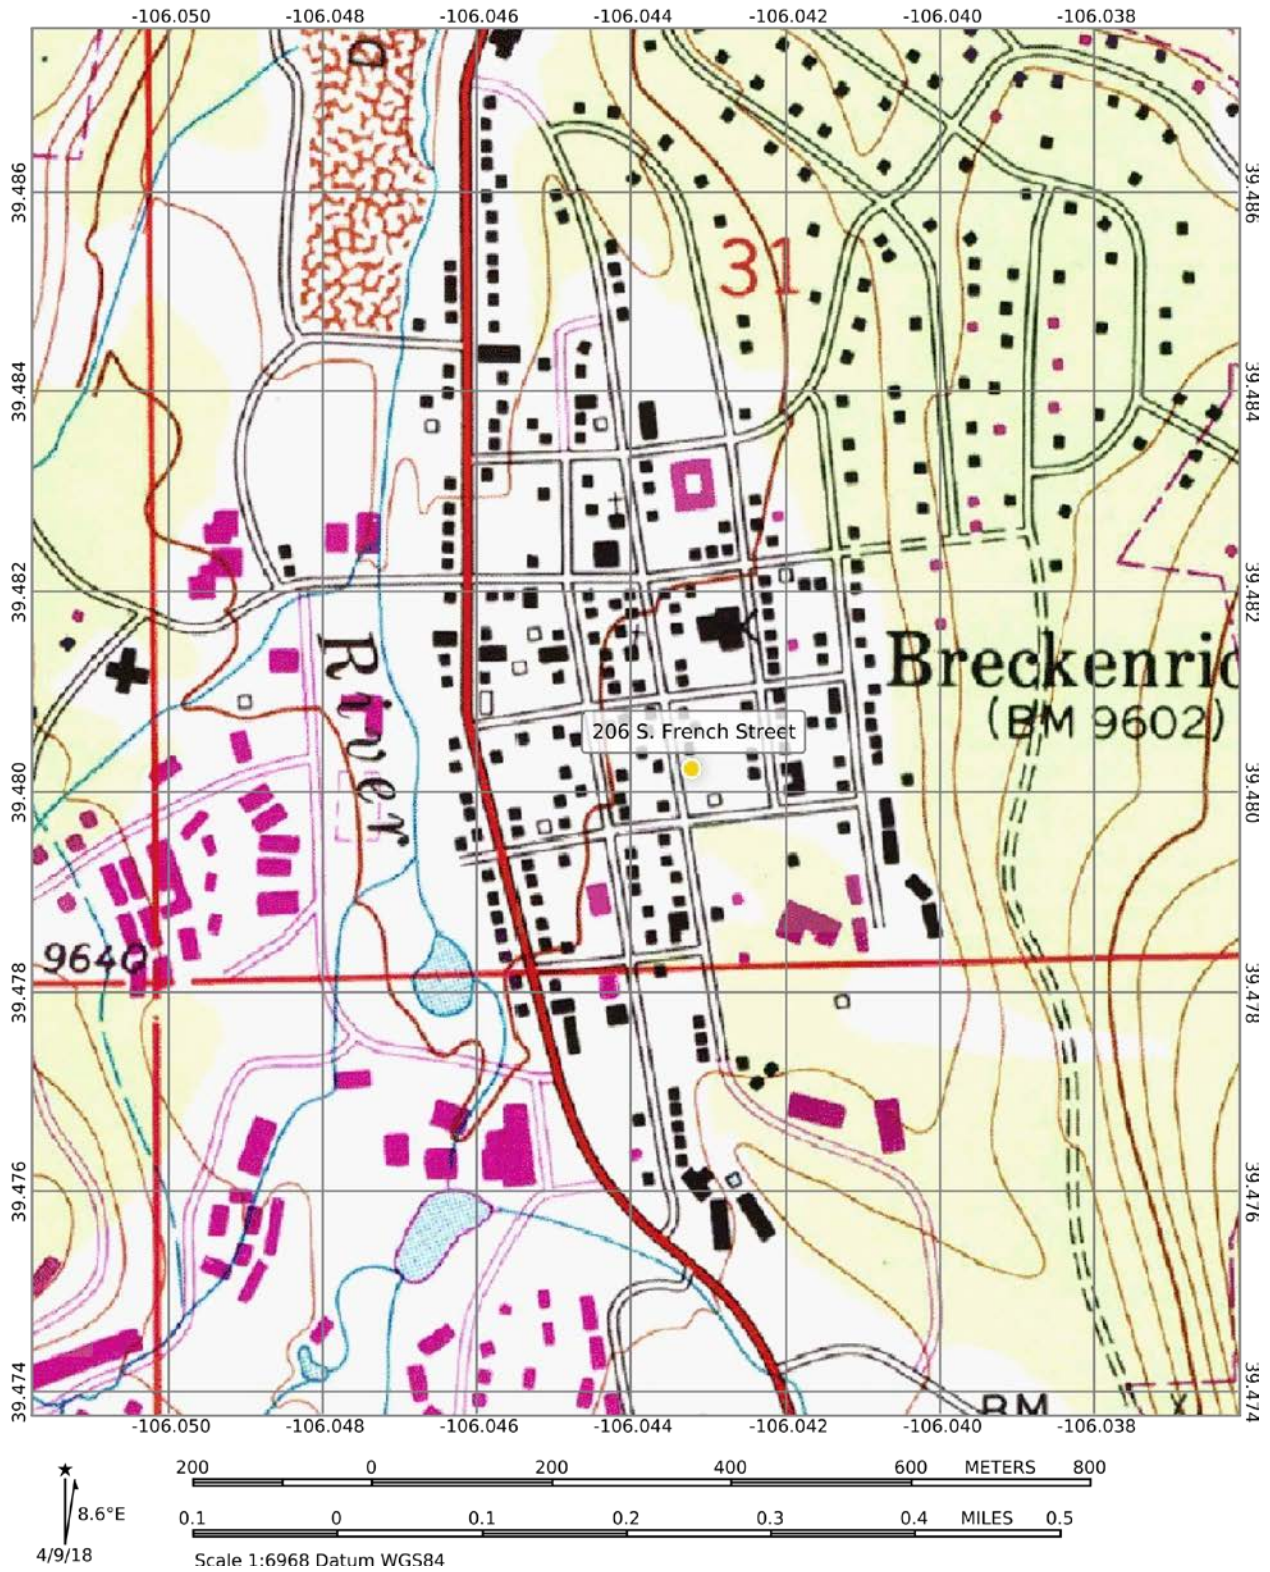 -106.050 -106.048 -106.046 -106.044 -106.042 -106.040 -106.038
D
39.486 39.486
31
39.484 39.484
39.482 39.482
River
Breckenrid
(BM 9602)
206 S. French Street
39.480 39.480
9640
39.478 39.478
39.476 39.476
39.474 39.474
BM X
-106.050 -106.048 -106.046 -106.044 -106.042 -106.040 -106.038
200 0 200 400 600 METERS 800
8.6°E
0.1 0 0.1 0.2 0.3 0.4 MILES 0.5
4/9/18
Scale 1:6968 Datum WGS84